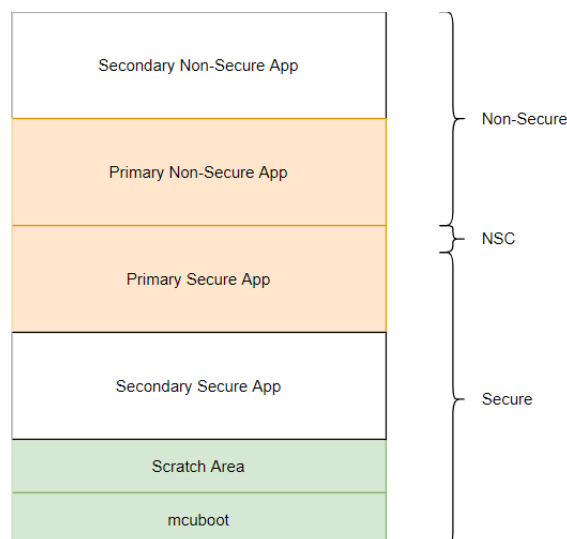 Secondary Non-Secure App
Non-Secure
Primary Non-Secure App
NSC
Primary Secure App
Secondary Secure App
Secure
Scratch Area
mcuboot